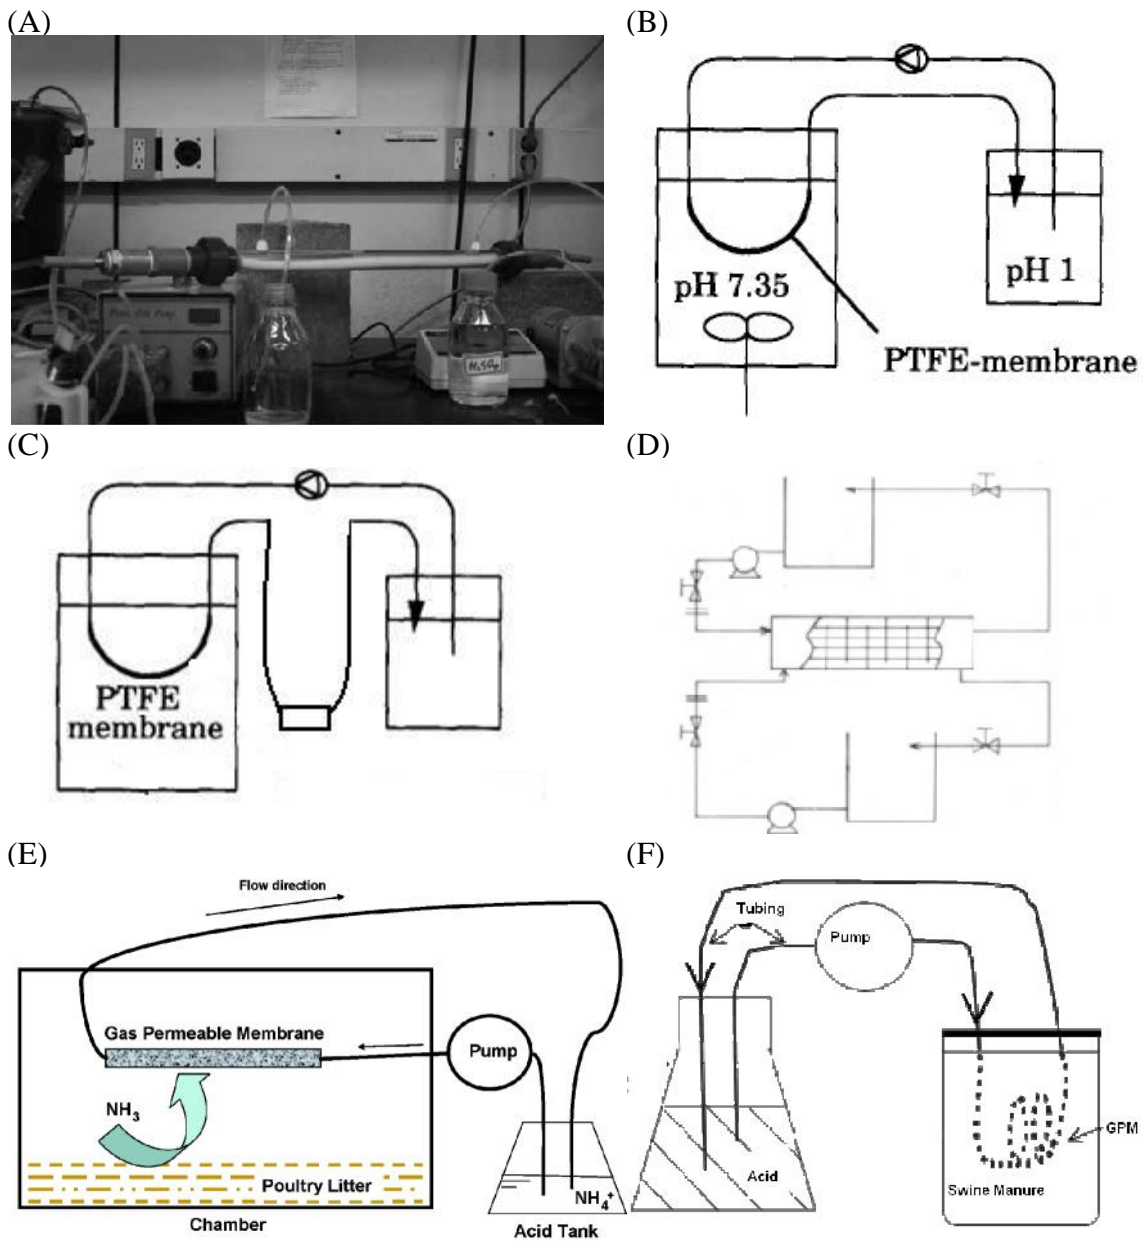 (A)
(B)
H₂SO₄
pH 7.35
pH 1
PTFE-membrane
(C)
(D)
PTFE
membrane
(E)
(F)
Flow direction
Gas Permeable Membrane
Pump
NH₃
Poultry Litter
NH₄⁺
Chamber
Acid Tank
Tubing
Pump
GPM
Acid
Swine Manure